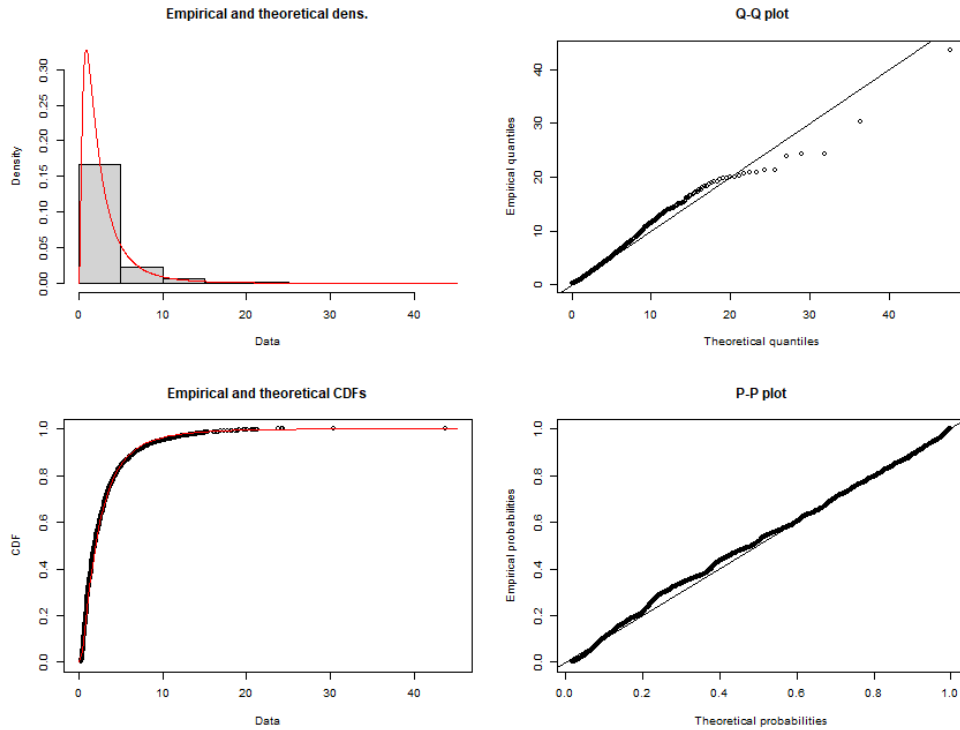 Empirical and theoretical dens.
Density
0.00 0.05 0.10 0.15 0.20 0.25 0.30
0 10 20 30 40
Data
Q-Q plot
Empirical quantiles
0 10 20 30 40
0 10 20 30 40
Theoretical quantiles
Empirical and theoretical CDFs
CDF
0.0 0.2 0.4 0.6 0.8 1.0
0 10 20 30 40
Data
P-P plot
Empirical probabilities
0.0 0.2 0.4 0.6 0.8 1.0
0.0 0.2 0.4 0.6 0.8 1.0
Theoretical probabilities